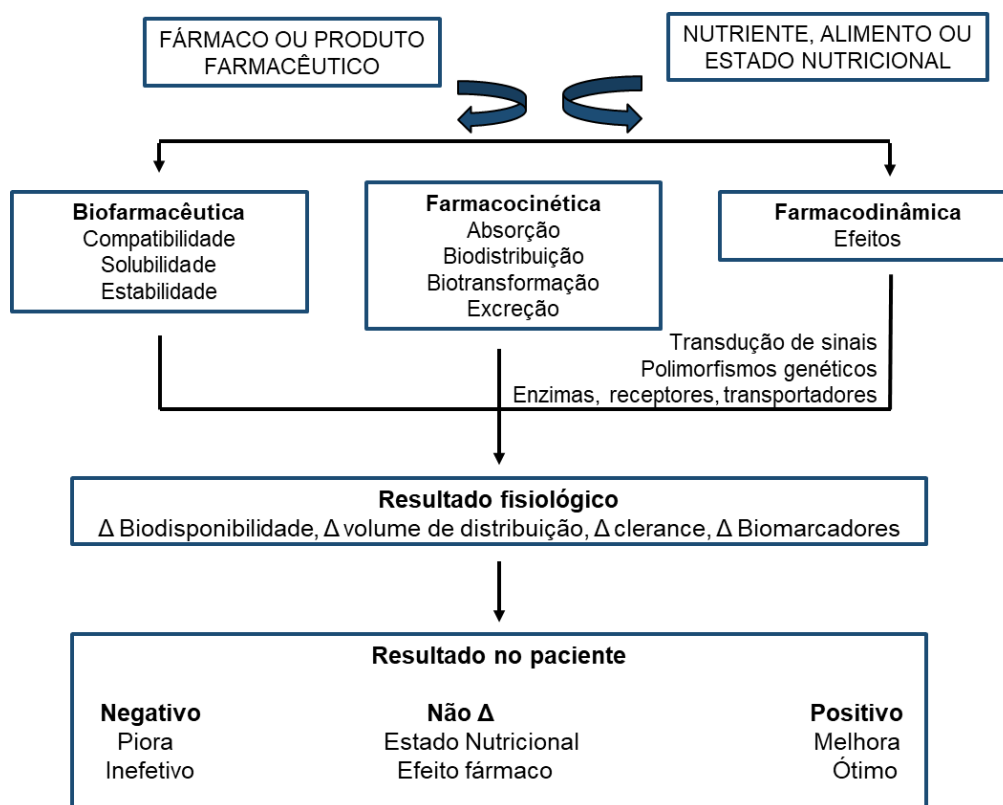 FÁRMACO OU PRODUTO
FARMACÊUTICO
NUTRIENTE, ALIMENTO OU
ESTADO NUTRICIONAL
Biofarmacêutica
Compatibilidade
Solubilidade
Estabilidade
Farmacocinética
Absorção
Biodistribuição
Biotransformação
Excreção
Farmacodinâmica
Efeitos
Transdução de sinais
Polimorfismos genéticos
Enzimas, receptores, transportadores
Resultado fisiológico
Δ Biodisponibilidade, Δ volume de distribuição, Δ clerance, Δ Biomarcadores
Resultado no paciente
Negativo
Piora
Inefetivo
Não Δ
Estado Nutricional
Efeito fármaco
Positivo
Melhora
Ótimo